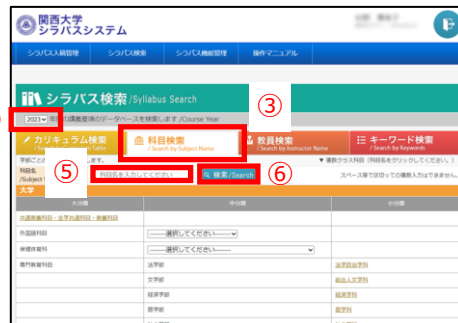 関西大学
シラバスシステム
シラバス入稿管理 シラバス検索 シラバス機能管理 操作マニュアル
シラバス検索/Syllabus Search
③
2023 年度の講義要項のデータベースを検索します /Course Year
カリキュラム検索
科目検索
/Search by Subject Name
教員検索
/Search by Instructor Name
キーワード検索
/Search by Keywords
▼ 複数クラス科目（科目名をクリックしてください。）
⑤
科目名
/Subject
科目名を入力してください
検索/Search
⑥
スペース等で区切っての複数入力はできません。
大学
大分類 中分類 小分類
共通教養科目・全学共通科目・教養科目
外国語科目 --------選択してください--------
保健体育科 --------選択してください--------
専門教育科目 法学部 法学政治学科
文学部 総合人文学科
経済学部 経済学科
商学部 商学科